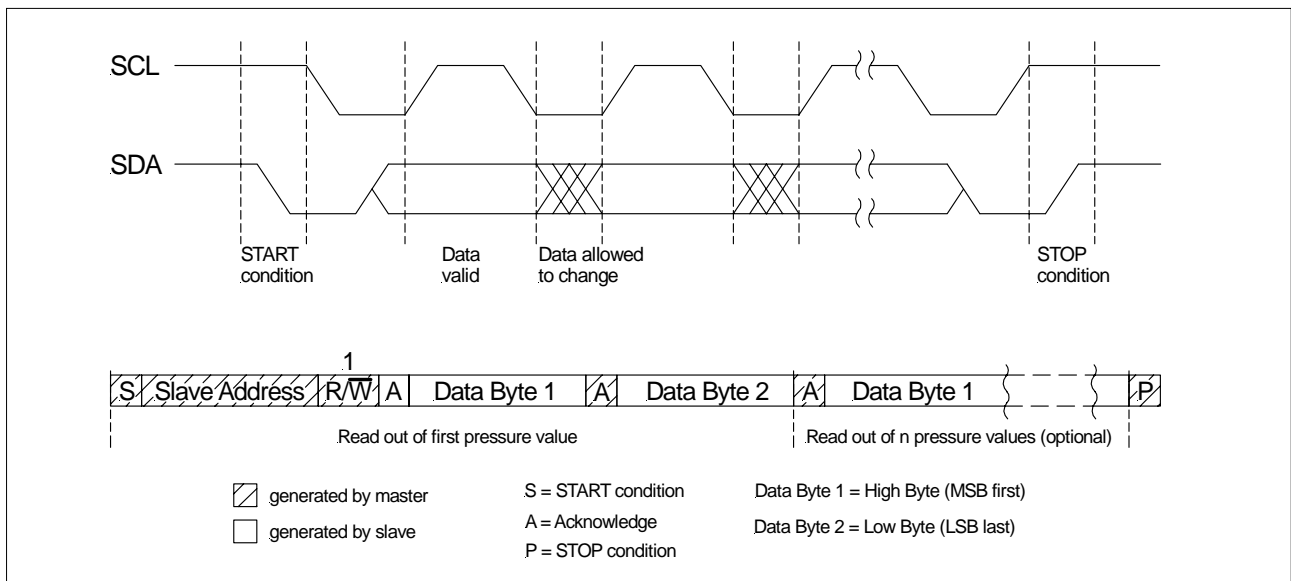 SCL
SDA
START
condition
Data
valid
Data allowed
to change
STOP
condition
1
S Slave Address R/W̅ A Data Byte 1 A Data Byte 2 A Data Byte 1 P
Read out of first pressure value
Read out of n pressure values (optional)
generated by master
generated by slave
S = START condition
A = Acknowledge
P = STOP condition
Data Byte 1 = High Byte (MSB first)
Data Byte 2 = Low Byte (LSB last)